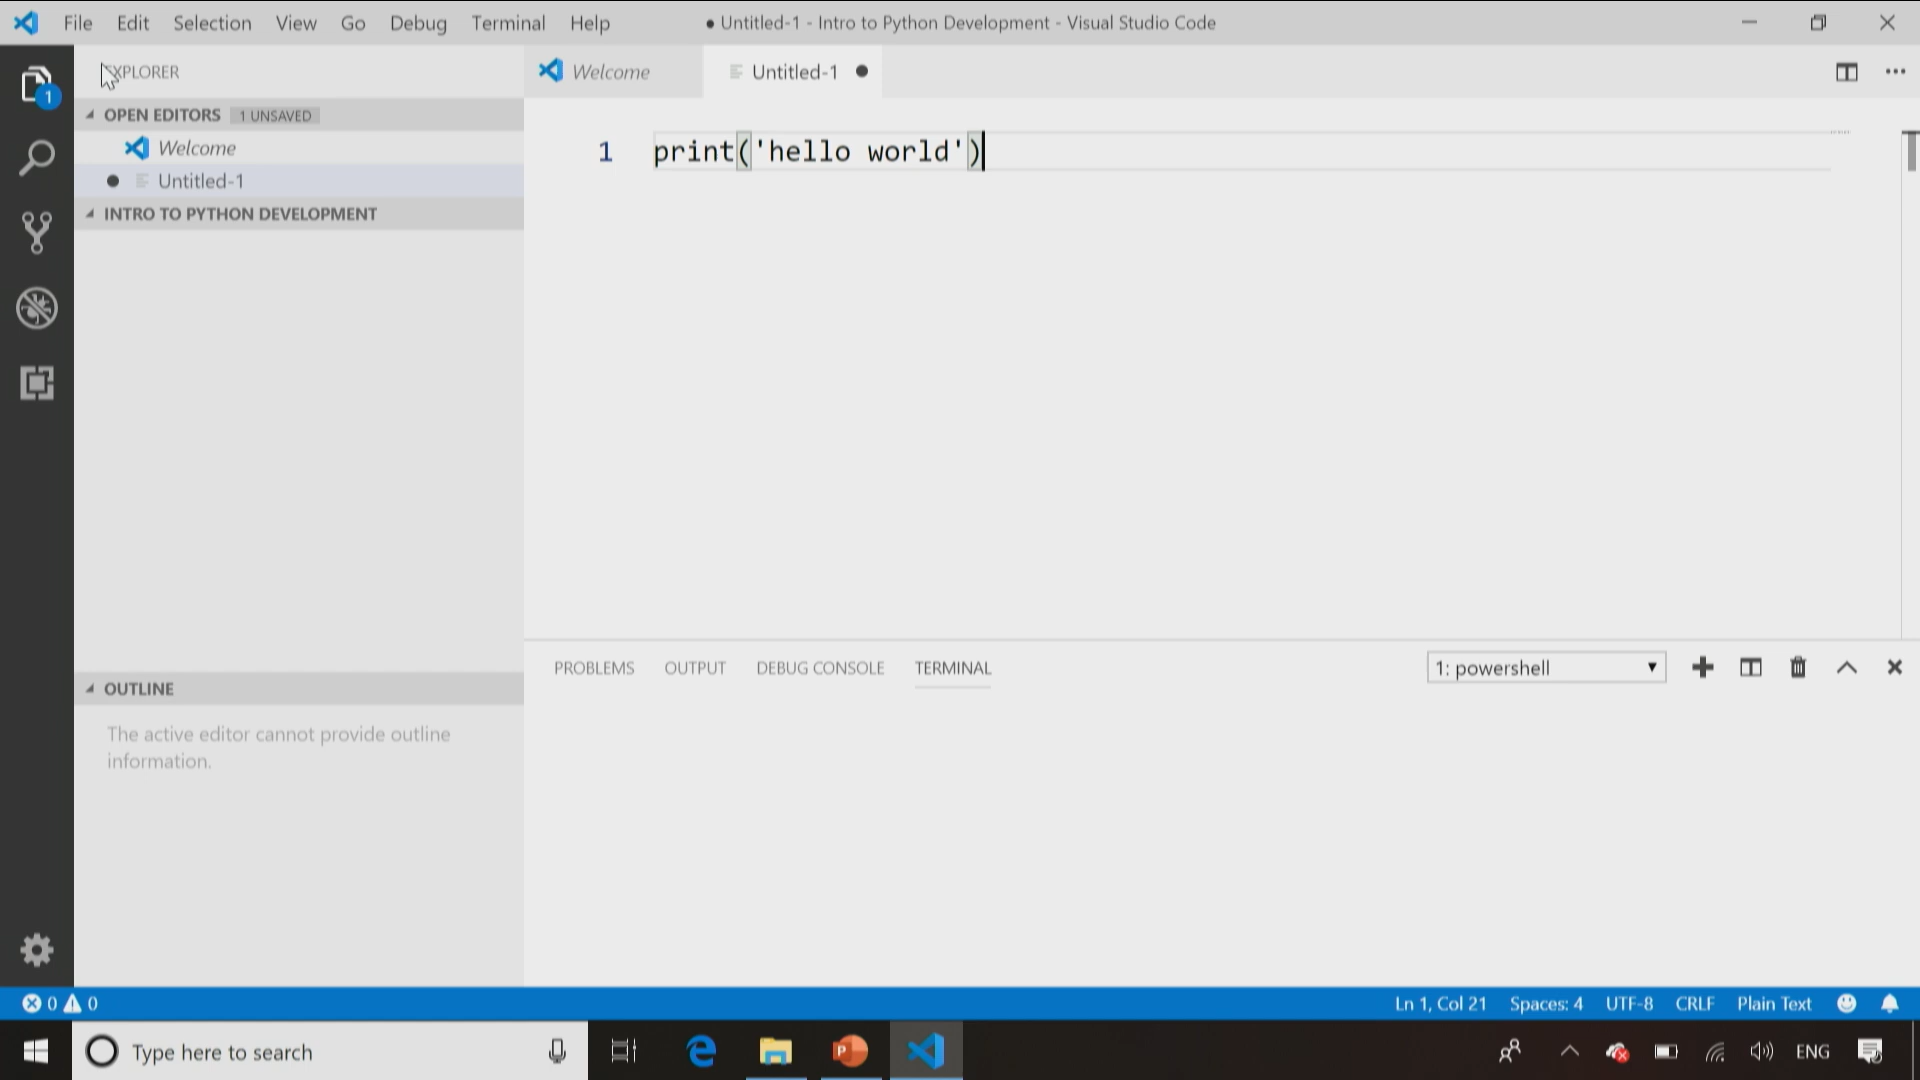 File Edit Selection View Go Debug Terminal Help
● Untitled-1 - Intro to Python Development - Visual Studio Code
EXPLORER
1
OPEN EDITORS 1 UNSAVED
Welcome
Untitled-1
INTRO TO PYTHON DEVELOPMENT
OUTLINE
The active editor cannot provide outline
information.
Welcome
Untitled-1
1 print('hello world')
PROBLEMS OUTPUT DEBUG CONSOLE TERMINAL
1: powershell
0 0
Ln 1, Col 21 Spaces: 4 UTF-8 CRLF Plain Text
Type here to search
ENG